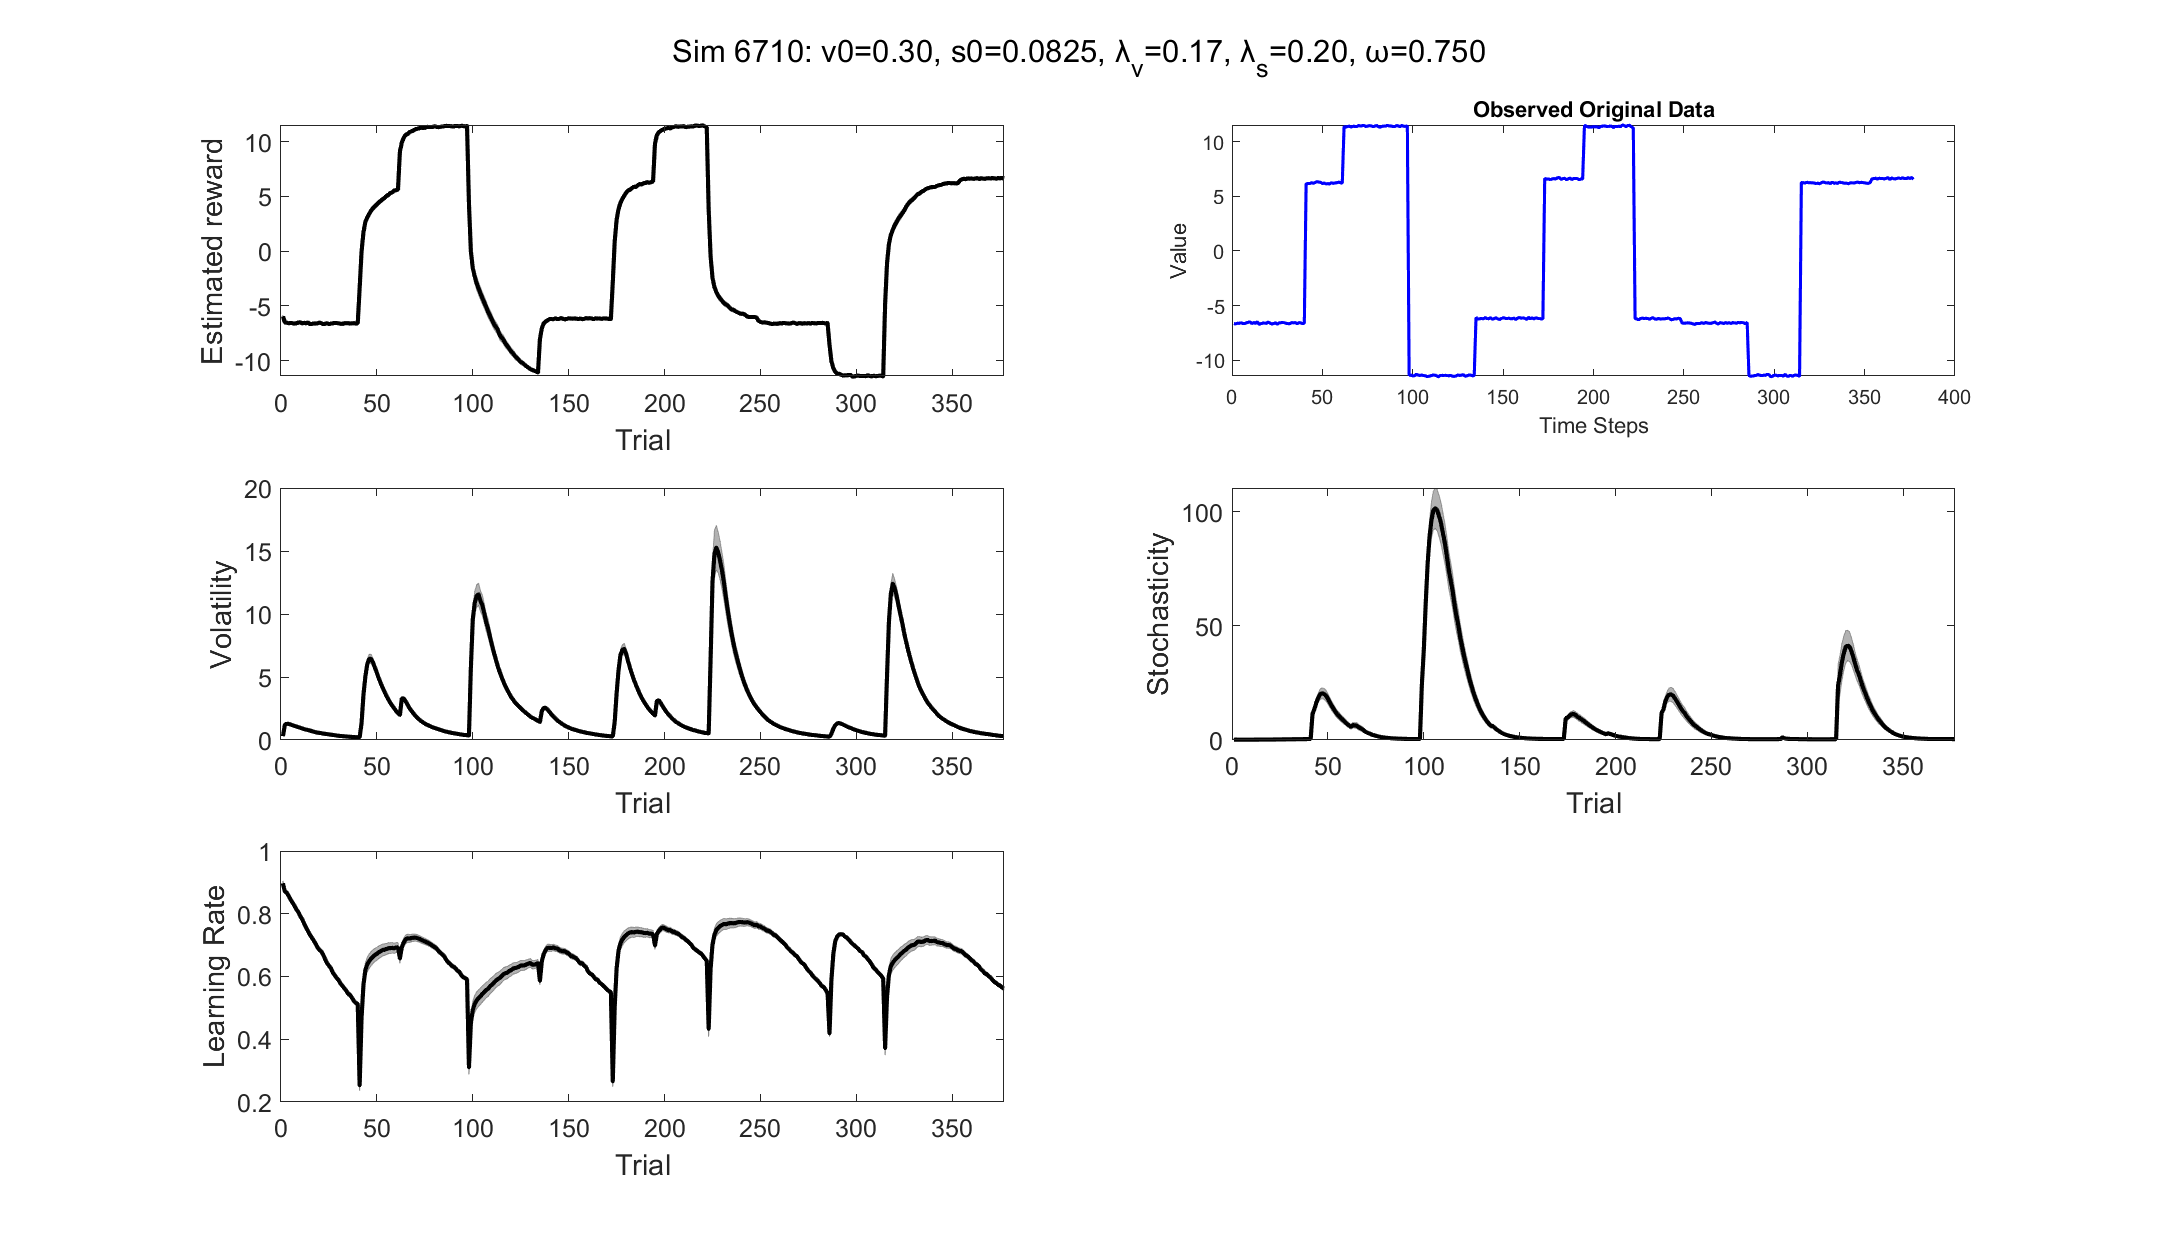 Sim 6710: v0=0.30, s0=0.0825, λ_v=0.17, λ_s=0.20, ω=0.750
Estimated reward
10
5
0
-5
-10
0 50 100 150 200 250 300 350
Trial
Observed Original Data
Value
10
5
0
-5
-10
0 50 100 150 200 250 300 350 400
Time Steps
Volatility
20
15
10
5
0
0 50 100 150 200 250 300 350
Trial
Stochasticity
100
50
0
0 50 100 150 200 250 300 350
Trial
Learning Rate
1
0.8
0.6
0.4
0.2
0 50 100 150 200 250 300 350
Trial